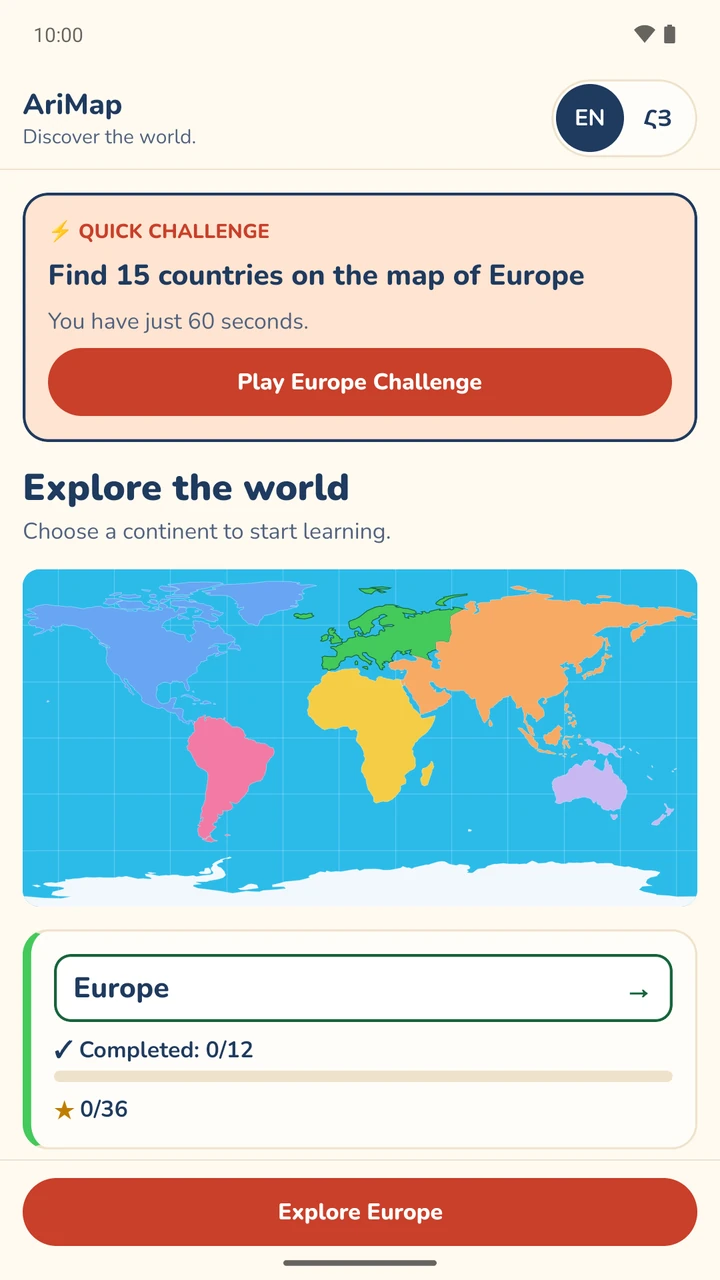 10:00
AriMap
Discover the world.
EN
ՀՅ
⚡ QUICK CHALLENGE
Find 15 countries on the map of Europe
You have just 60 seconds.
Play Europe Challenge
Explore the world
Choose a continent to start learning.
Europe →
✓ Completed: 0/12
★ 0/36
Explore Europe